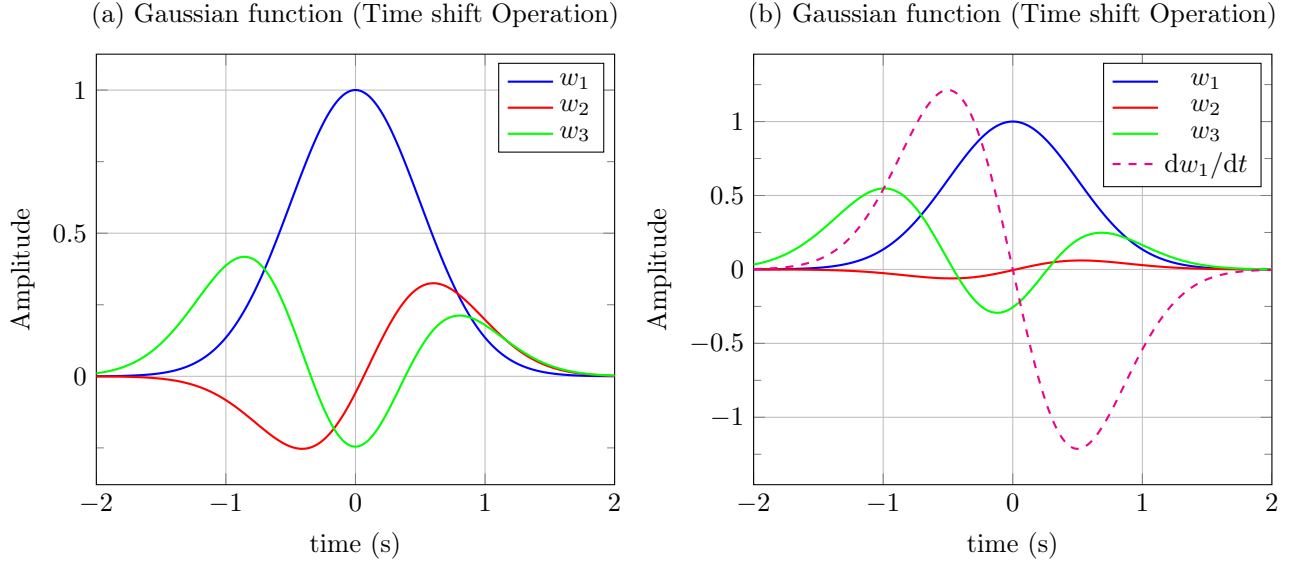 (a) Gaussian function (Time shift Operation)
w₁
w₂
w₃
1
0.5
0
Amplitude
−2
−1
0
1
2
time (s)
(b) Gaussian function (Time shift Operation)
w₁
w₂
w₃
dw₁/dt
1
0.5
0
−0.5
−1
Amplitude
−2
−1
0
1
2
time (s)